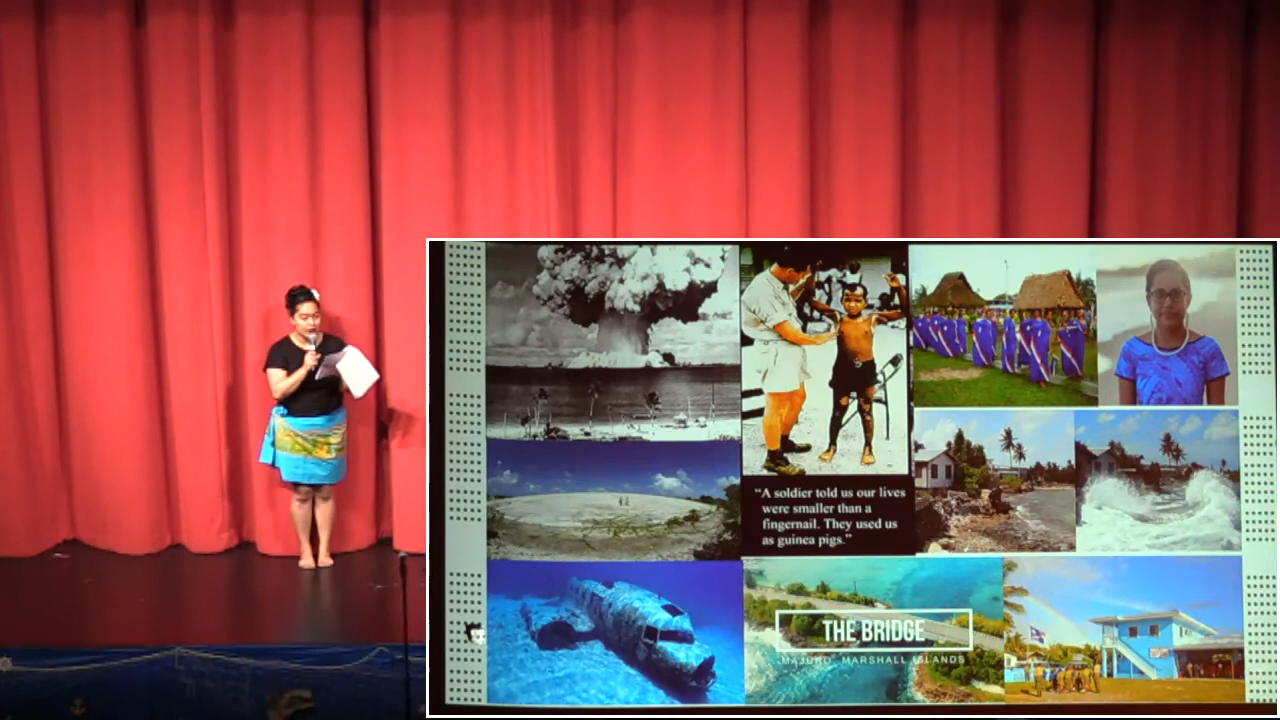 “A soldier told us our lives
were smaller than a
fingernail. They used us
as guinea pigs.”
THE BRIDGE
MAJURO, MARSHALL ISLANDS